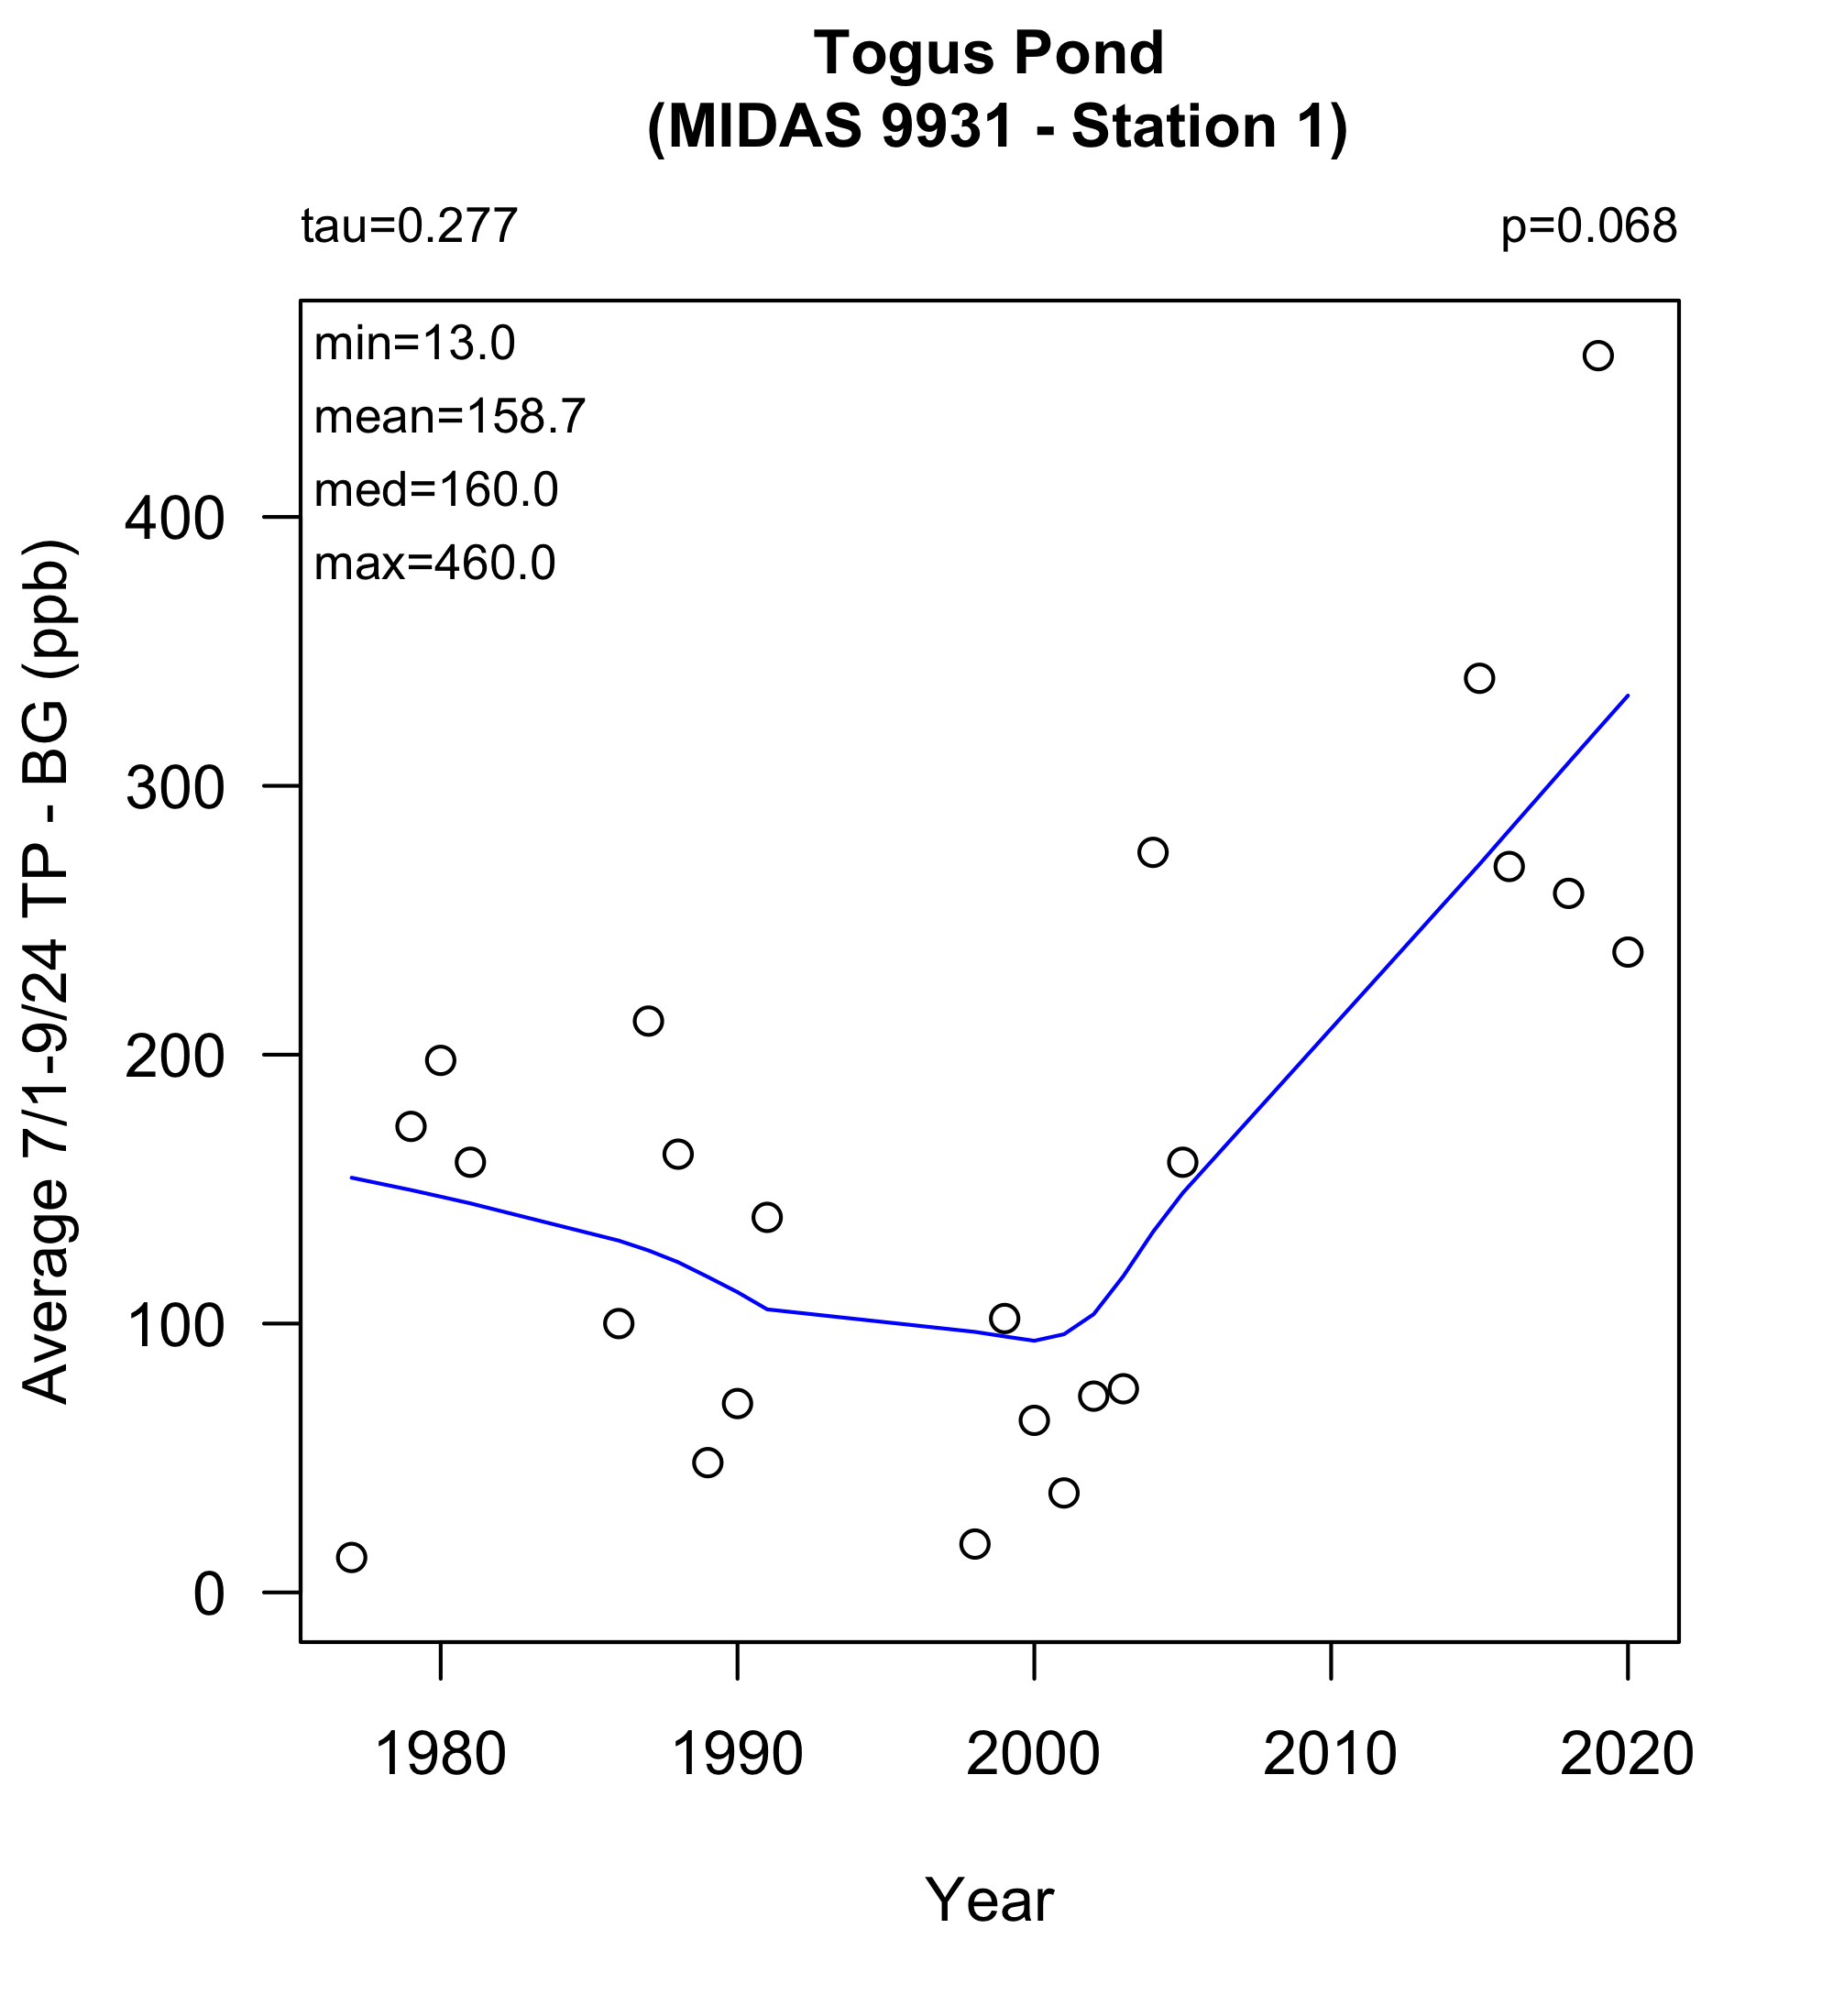 Togus Pond
(MIDAS 9931 - Station 1)
tau=0.277
p=0.068
min=13.0
mean=158.7
med=160.0
max=460.0
Average 7/1-9/24 TP - BG (ppb)
400
300
200
100
0
1980
1990
2000
2010
2020
Year